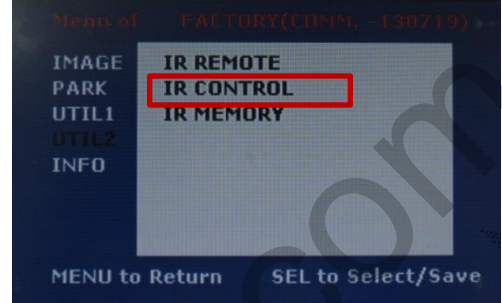 Menu of FACTORY(COMM. -130719)
IMAGE IR REMOTE
PARK IR CONTROL
UTIL1 IR MEMORY
UTIL2
INFO
MENU to Return SEL to Select/Save
com